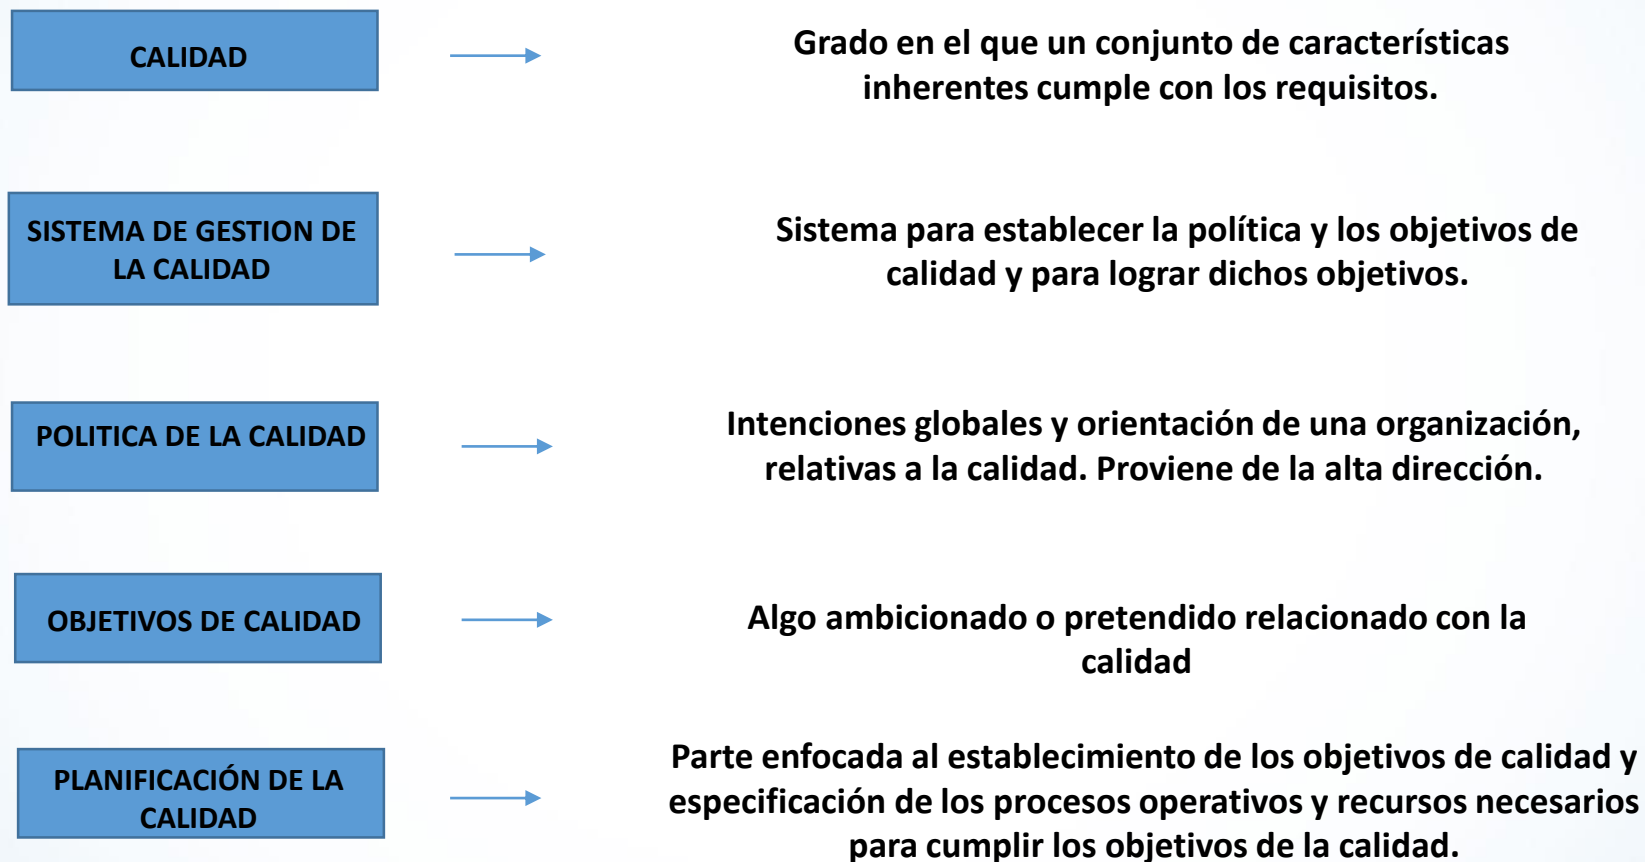 CALIDAD
Grado en el que un conjunto de características
inherentes cumple con los requisitos.
SISTEMA DE GESTION DE
LA CALIDAD
Sistema para establecer la política y los objetivos de
calidad y para lograr dichos objetivos.
POLITICA DE LA CALIDAD
Intenciones globales y orientación de una organización,
relativas a la calidad. Proviene de la alta dirección.
OBJETIVOS DE CALIDAD
Algo ambicionado o pretendido relacionado con la
calidad
PLANIFICACIÓN DE LA
CALIDAD
Parte enfocada al establecimiento de los objetivos de calidad y
especificación de los procesos operativos y recursos necesarios
para cumplir los objetivos de la calidad.